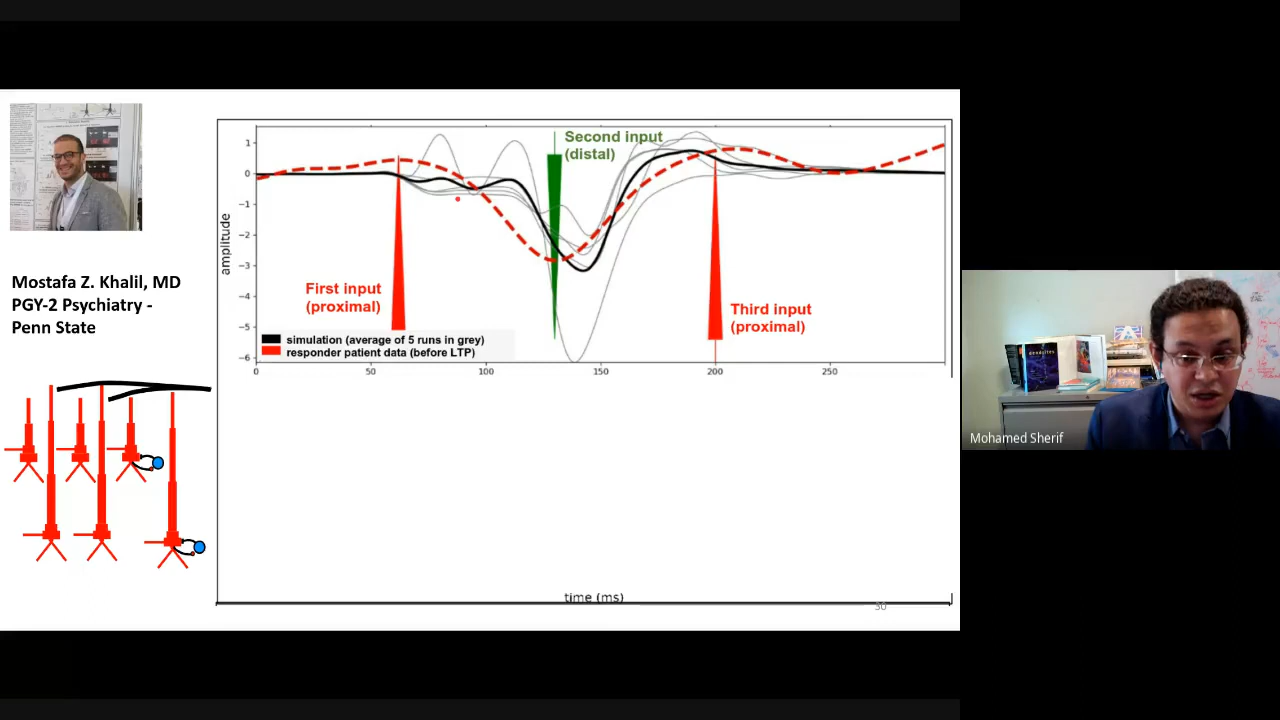 Mostafa Z. Khalil, MD
PGY-2 Psychiatry -
Penn State
amplitude
1
0
−1
−2
−3
−4
−5
−6
Second input
(distal)
First input
(proximal)
Third input
(proximal)
simulation (average of 5 runs in grey)
responder patient data (before LTP)
0
50
100
150
200
250
time (ms)
30
Mohamed Sherif